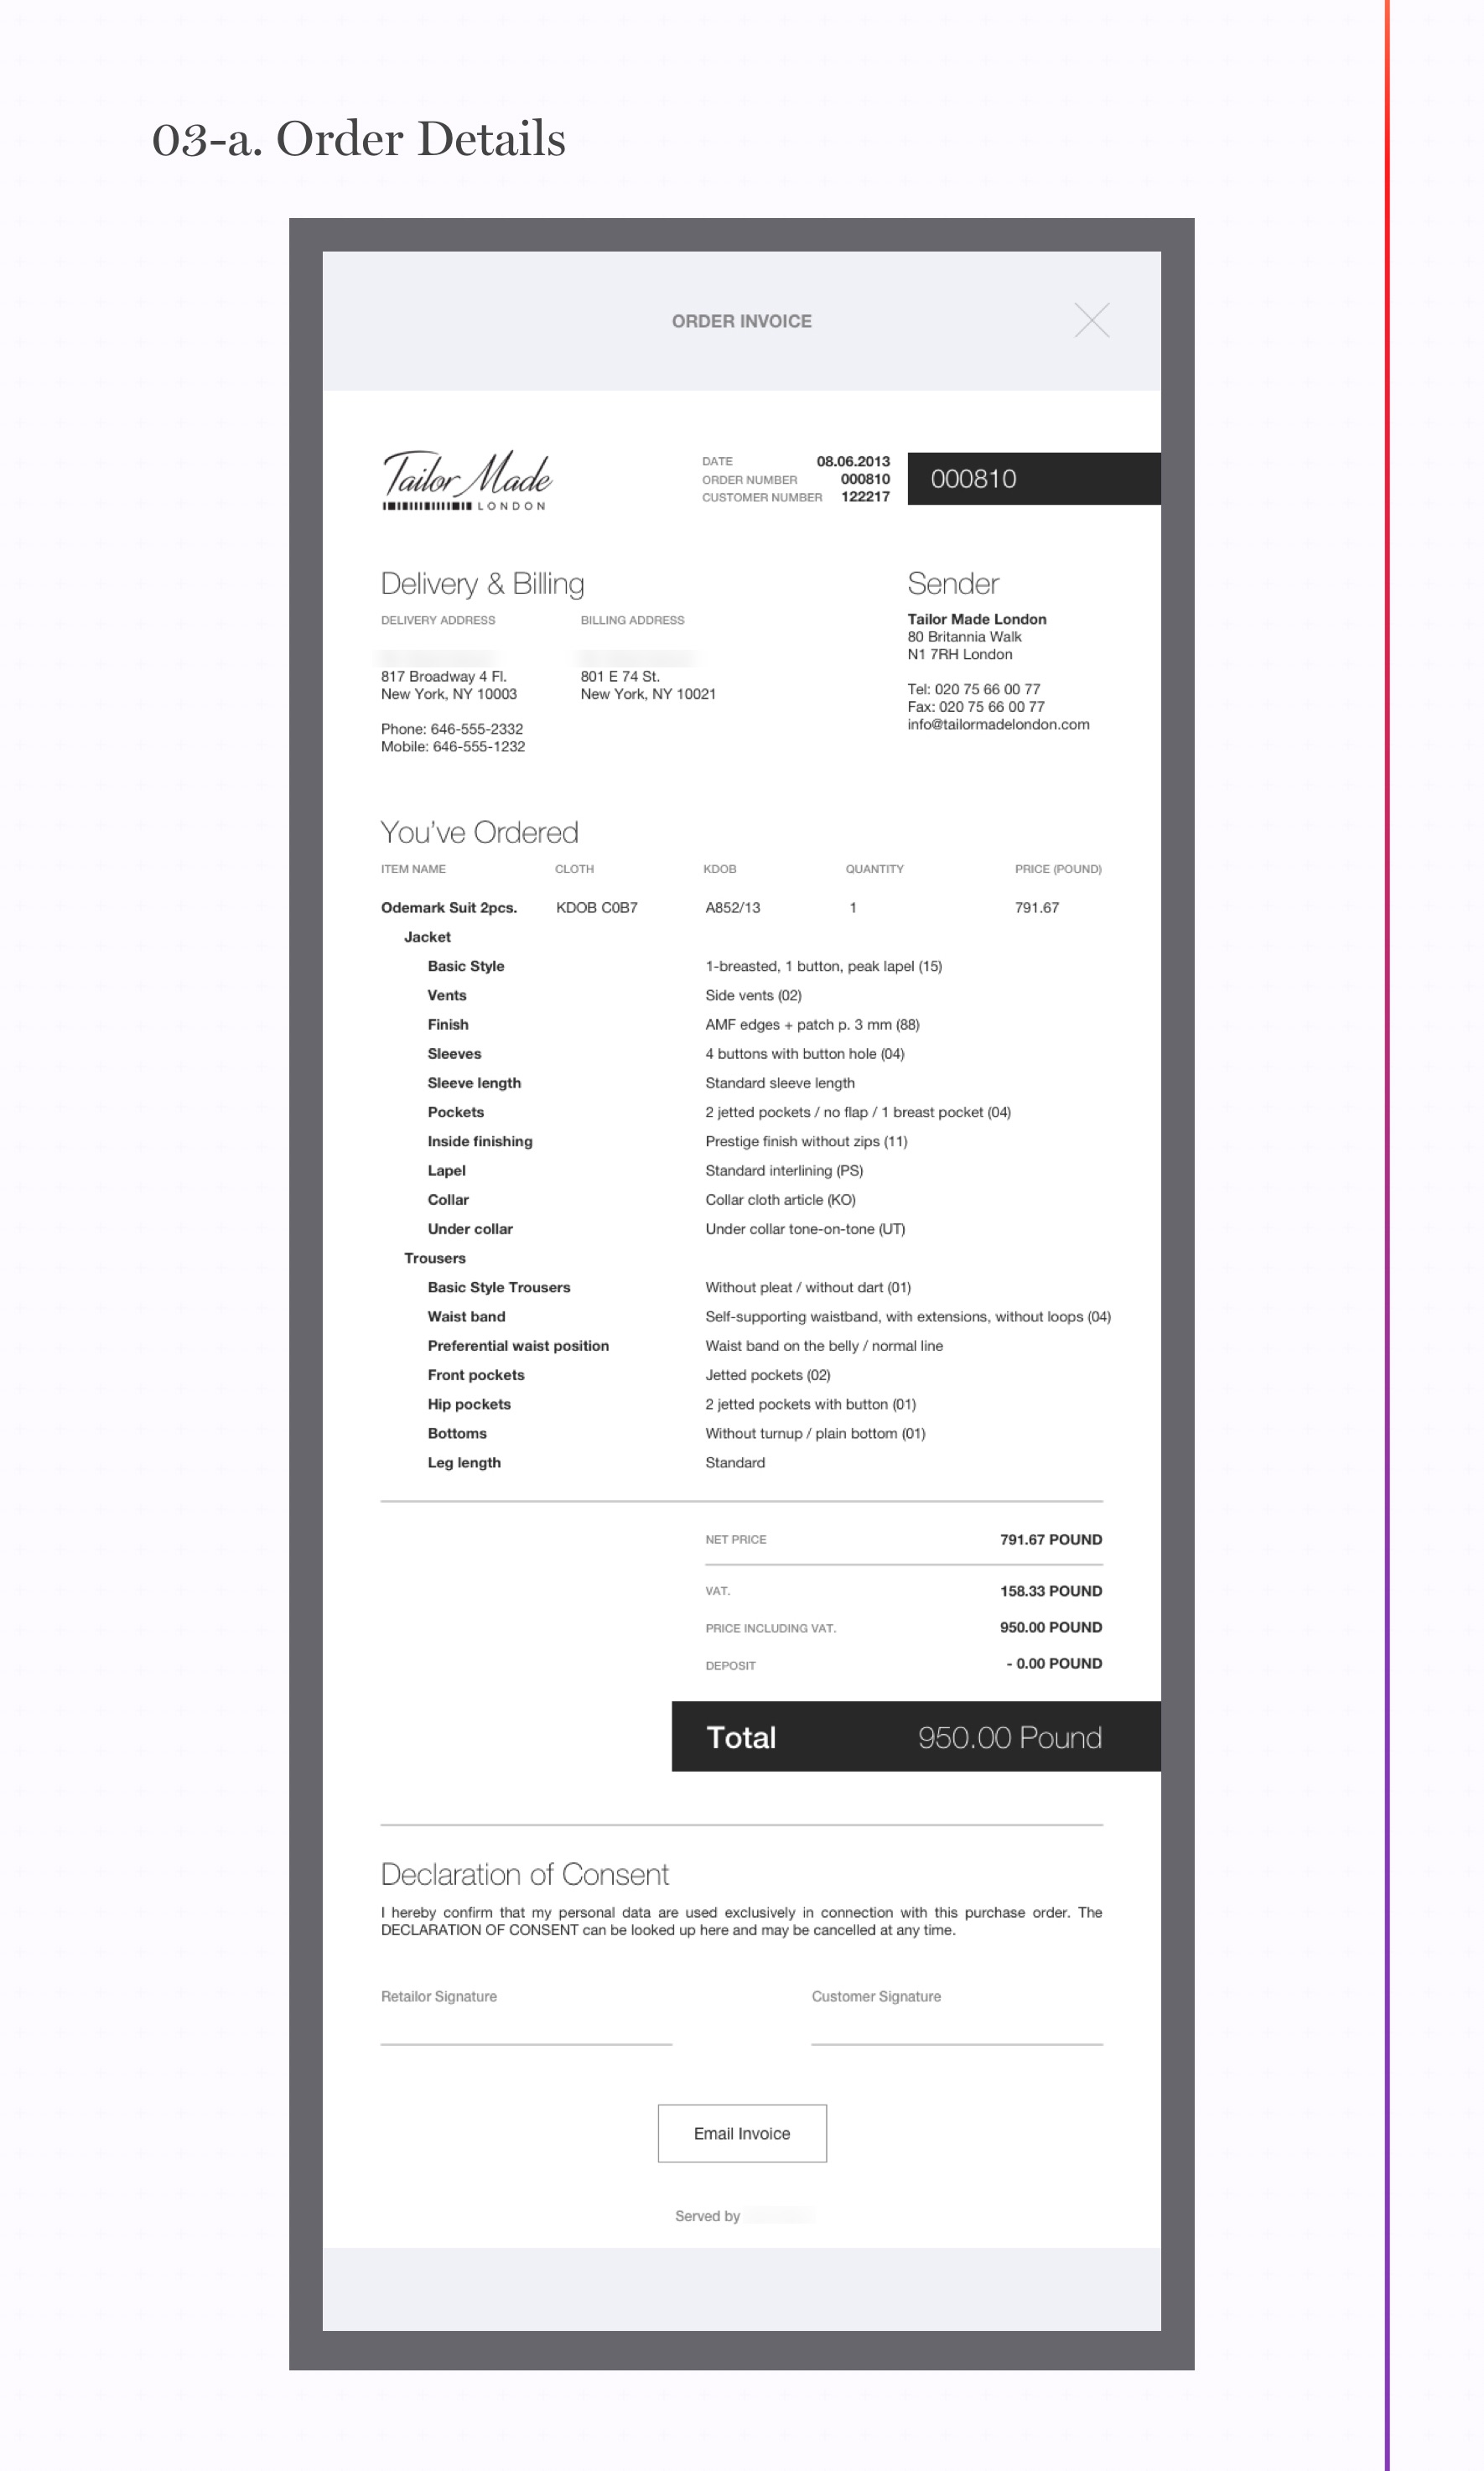 03-a. Order Details
ORDER INVOICE
Tailor Made
LONDON
DATE 08.06.2013
ORDER NUMBER 000810
CUSTOMER NUMBER 122217
000810
Delivery & Billing
DELIVERY ADDRESS
817 Broadway 4 Fl.
New York, NY 10003
Phone: 646-555-2332
Mobile: 646-555-1232
BILLING ADDRESS
801 E 74 St.
New York, NY 10021
Sender
Tailor Made London
80 Britannia Walk
N1 7RH London
Tel: 020 75 66 00 77
Fax: 020 75 66 00 77
info@tailormadelondon.com
You've Ordered
ITEM NAME CLOTH KDOB QUANTITY PRICE (POUND)
Odemark Suit 2pcs. KDOB C0B7 A852/13 1 791.67
Jacket
Basic Style 1-breasted, 1 button, peak lapel (15)
Vents Side vents (02)
Finish AMF edges + patch p. 3 mm (88)
Sleeves 4 buttons with button hole (04)
Sleeve length Standard sleeve length
Pockets 2 jetted pockets / no flap / 1 breast pocket (04)
Inside finishing Prestige finish without zips (11)
Lapel Standard interlining (PS)
Collar Collar cloth article (KO)
Under collar Under collar tone-on-tone (UT)
Trousers
Basic Style Trousers Without pleat / without dart (01)
Waist band Self-supporting waistband, with extensions, without loops (04)
Preferential waist position Waist band on the belly / normal line
Front pockets Jetted pockets (02)
Hip pockets 2 jetted pockets with button (01)
Bottoms Without turnup / plain bottom (01)
Leg length Standard
NET PRICE 791.67 POUND
VAT. 158.33 POUND
PRICE INCLUDING VAT. 950.00 POUND
DEPOSIT - 0.00 POUND
Total 950.00 Pound
Declaration of Consent
I hereby confirm that my personal data are used exclusively in connection with this purchase order. The
DECLARATION OF CONSENT can be looked up here and may be cancelled at any time.
Retailor Signature Customer Signature
Email Invoice
Served by